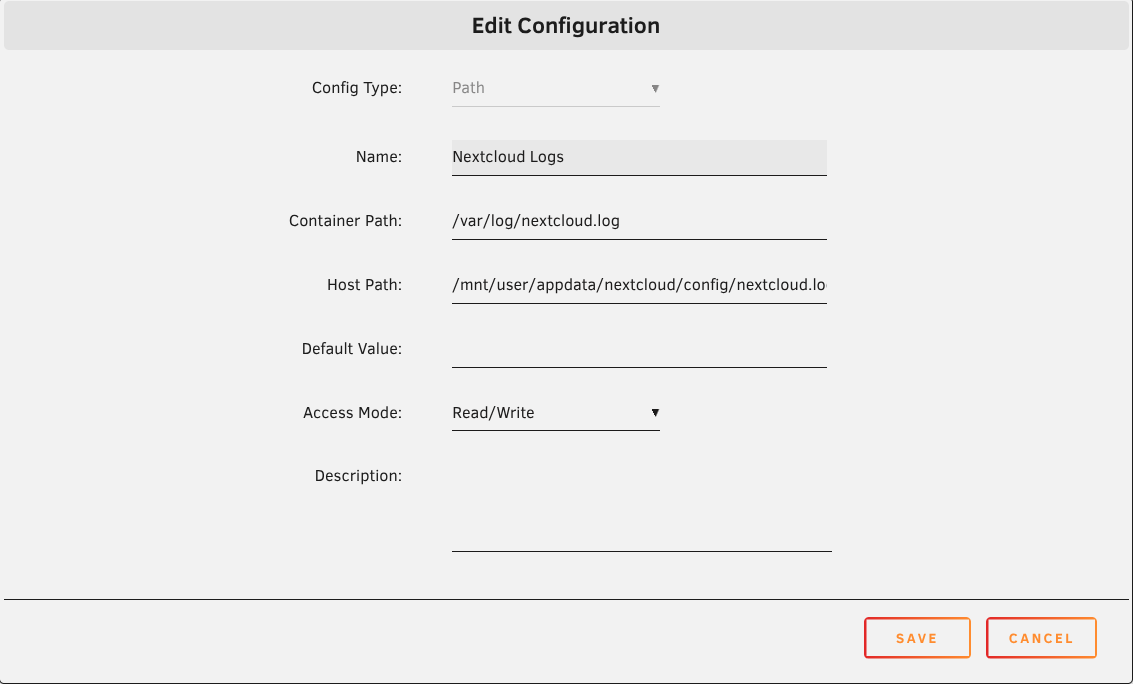 Edit Configuration
Config Type: Path
Name: Nextcloud Logs
Container Path: /var/log/nextcloud.log
Host Path: /mnt/user/appdata/nextcloud/config/nextcloud.lo
Default Value:
Access Mode: Read/Write
Description:
SAVE CANCEL